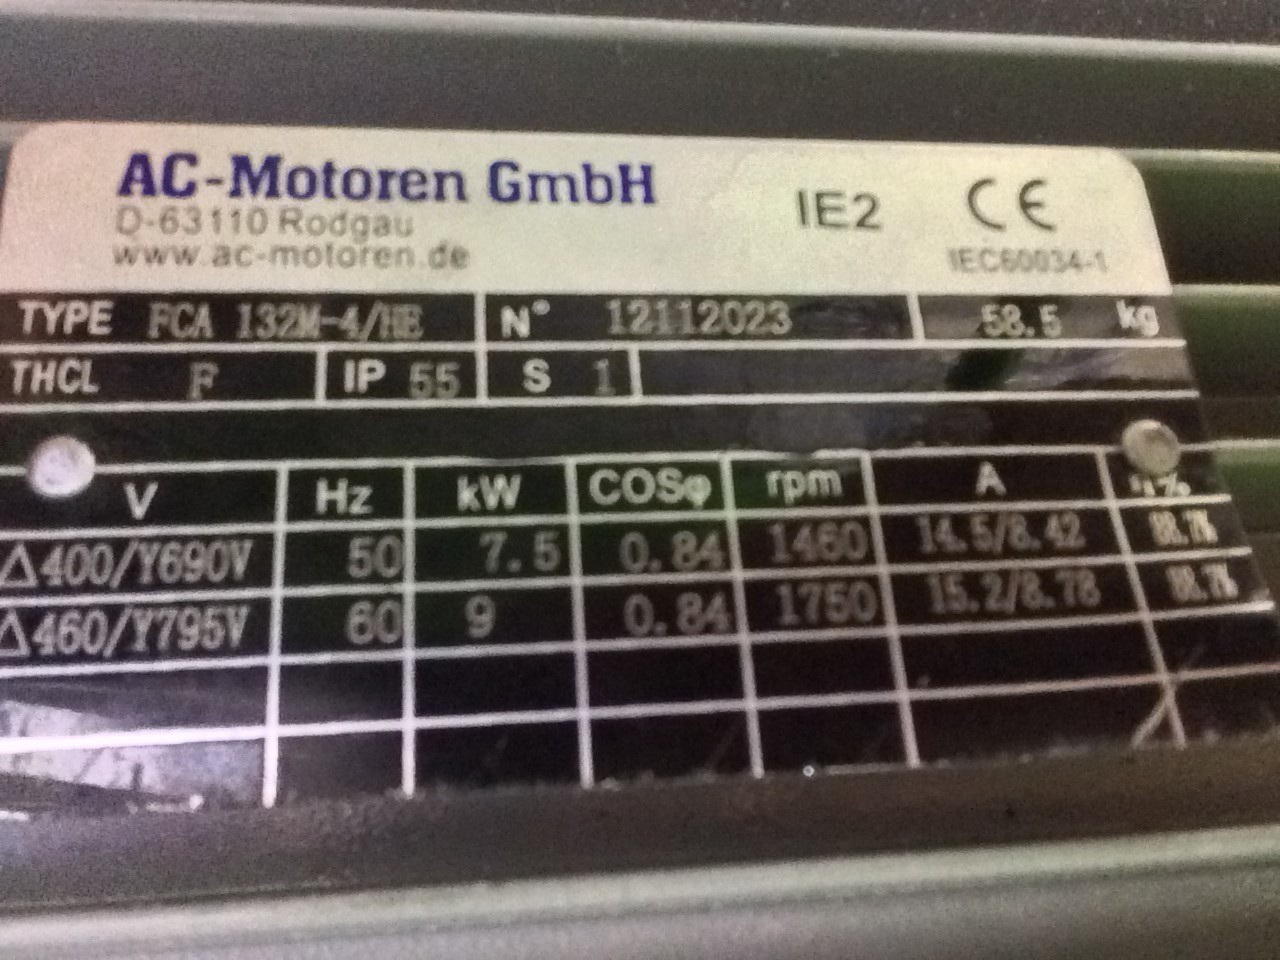 AC-Motoren GmbH
D-63110 Rodgau
www.ac-motoren.de
IE2
CE
IEC60034-1
TYPE FCA 132M-4/HE N° 12112023 58.5 kg
THCL F IP 55 S 1
V Hz kW COSφ rpm A η%
△400/Y690V 50 7.5 0.84 1460 14.5/8.42 88.7%
△460/Y795V 60 9 0.84 1750 15.2/8.78